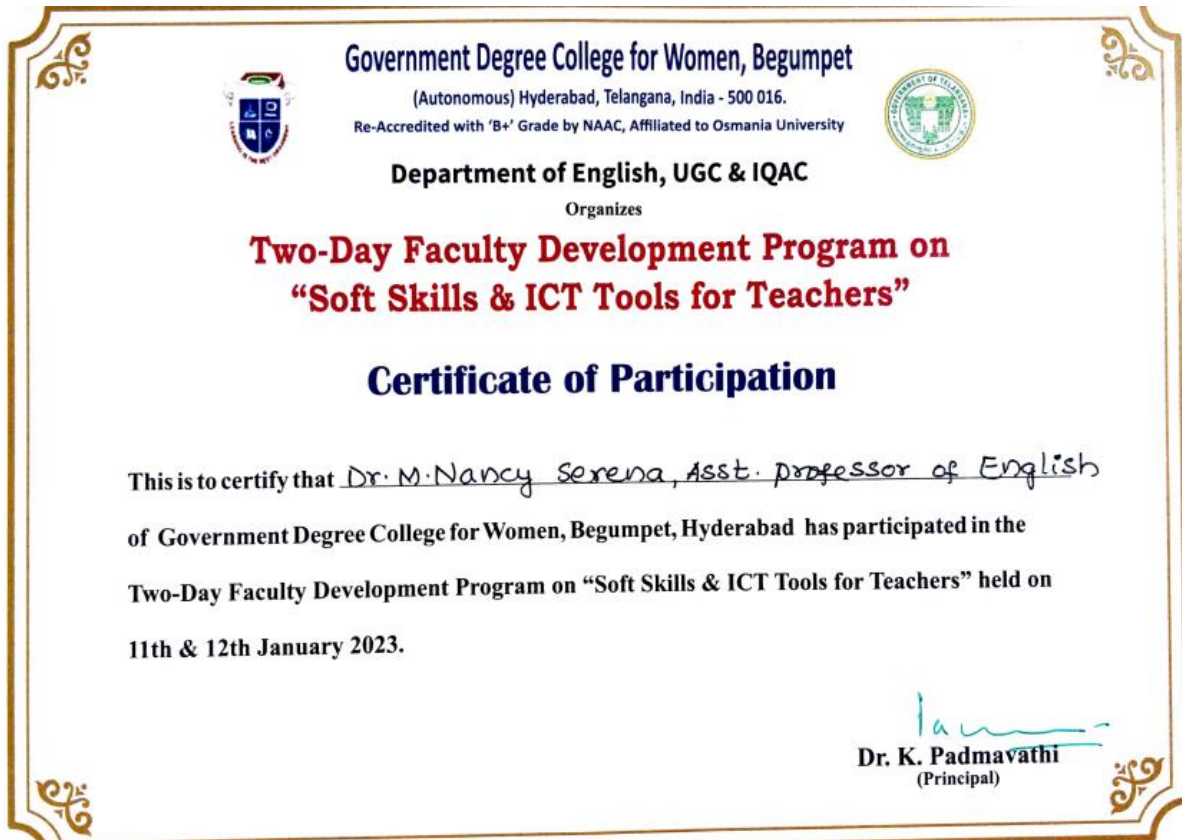 Government Degree College for Women, Begumpet
(Autonomous) Hyderabad, Telangana, India - 500 016.
Re-Accredited with ‘B+’ Grade by NAAC, Affiliated to Osmania University
Department of English, UGC & IQAC
Organizes
Two-Day Faculty Development Program on
“Soft Skills & ICT Tools for Teachers”
Certificate of Participation
This is to certify that Dr. M. Nancy Serena, Asst. professor of English
of Government Degree College for Women, Begumpet, Hyderabad has participated in the
Two-Day Faculty Development Program on “Soft Skills & ICT Tools for Teachers” held on
11th & 12th January 2023.
Dr. K. Padmavathi
(Principal)
GOVERNMENT OF TELANGANA